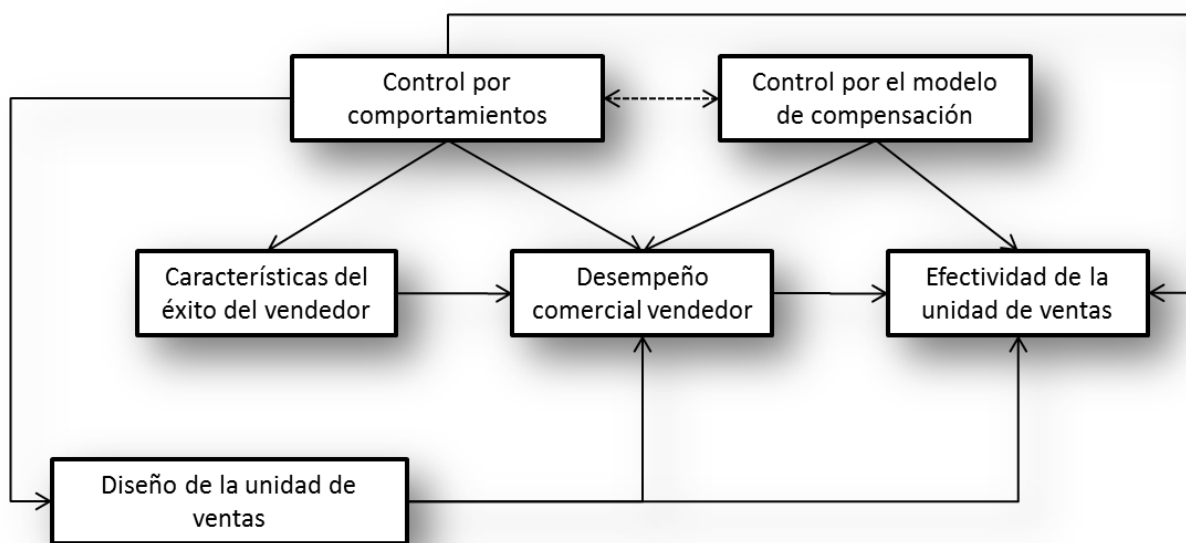 Control por
comportamientos
Control por el modelo
de compensación
Características del
éxito del vendedor
Desempeño
comercial vendedor
Efectividad de la
unidad de ventas
Diseño de la unidad de
ventas